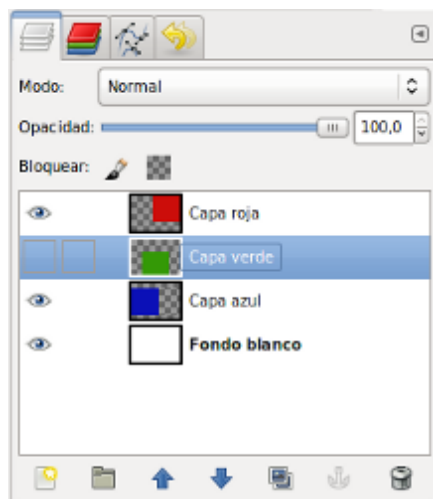 Modo: Normal
Opacidad: 100,0
Bloquear:
Capa roja
Capa verde
Capa azul
Fondo blanco